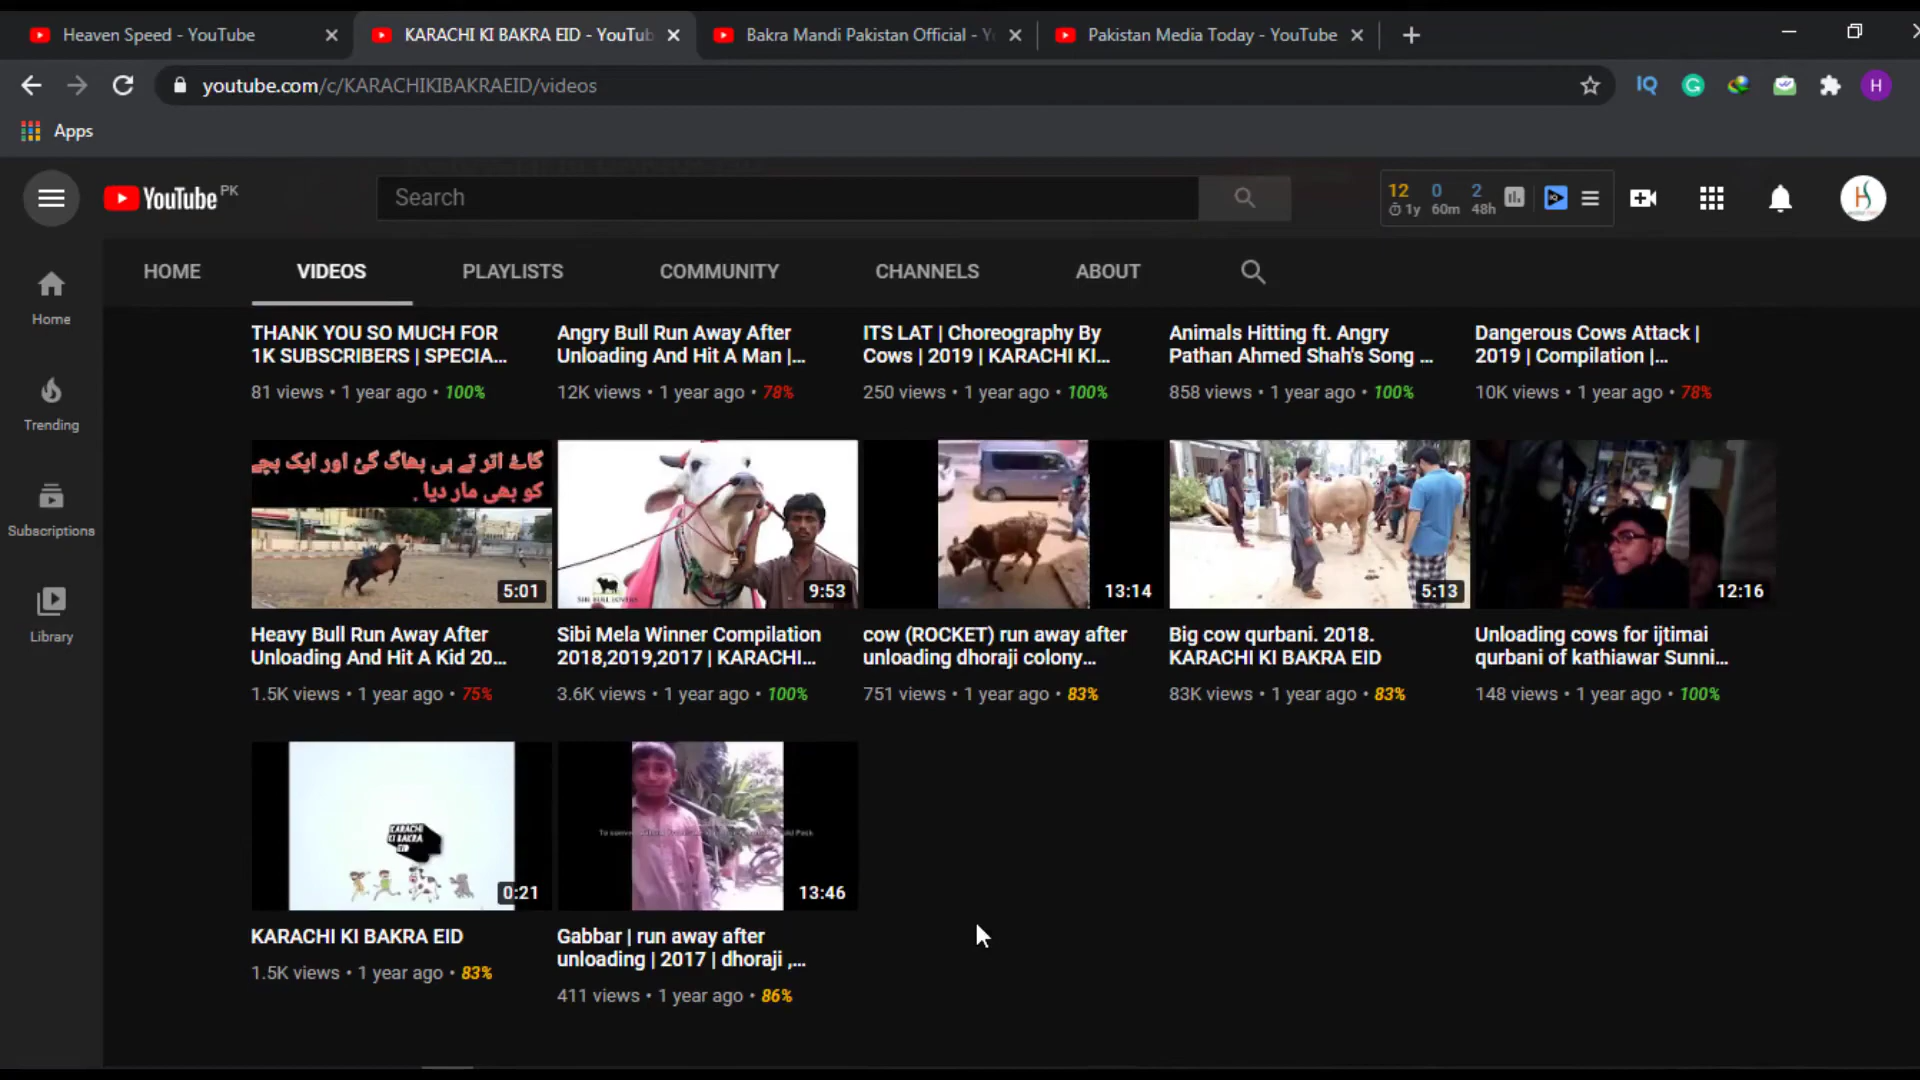 Heaven Speed - YouTube
KARACHI KI BAKRA EID - YouTub
Bakra Mandi Pakistan Official - Y
Pakistan Media Today - YouTube
youtube.com/c/KARACHIKIBAKRAEID/videos
IQ
G
H
Apps
YouTube PK
Search
12 0 2
1y 60m 48h
HOME
VIDEOS
PLAYLISTS
COMMUNITY
CHANNELS
ABOUT
Home
Trending
Subscriptions
Library
THANK YOU SO MUCH FOR
1K SUBSCRIBERS | SPECIA...
81 views • 1 year ago • 100%
Angry Bull Run Away After
Unloading And Hit A Man |...
12K views • 1 year ago • 78%
ITS LAT | Choreography By
Cows | 2019 | KARACHI KI...
250 views • 1 year ago • 100%
Animals Hitting ft. Angry
Pathan Ahmed Shah's Song ...
858 views • 1 year ago • 100%
Dangerous Cows Attack |
2019 | Compilation |...
10K views • 1 year ago • 78%
گائے اتر تے ہی بھاگ گئ اور ایک بچے
کو بھی مار دیا .
5:01
Heavy Bull Run Away After
Unloading And Hit A Kid 20...
1.5K views • 1 year ago • 75%
SIBI BULL LOVERS
9:53
Sibi Mela Winner Compilation
2018,2019,2017 | KARACHI...
3.6K views • 1 year ago • 100%
13:14
cow (ROCKET) run away after
unloading dhoraji colony...
751 views • 1 year ago • 83%
5:13
Big cow qurbani. 2018.
KARACHI KI BAKRA EID
83K views • 1 year ago • 83%
12:16
Unloading cows for ijtimai
qurbani of kathiawar Sunni...
148 views • 1 year ago • 100%
KARACHI
KI BAKRA
EID
0:21
KARACHI KI BAKRA EID
1.5K views • 1 year ago • 83%
13:46
Gabbar | run away after
unloading | 2017 | dhoraji ,...
411 views • 1 year ago • 86%